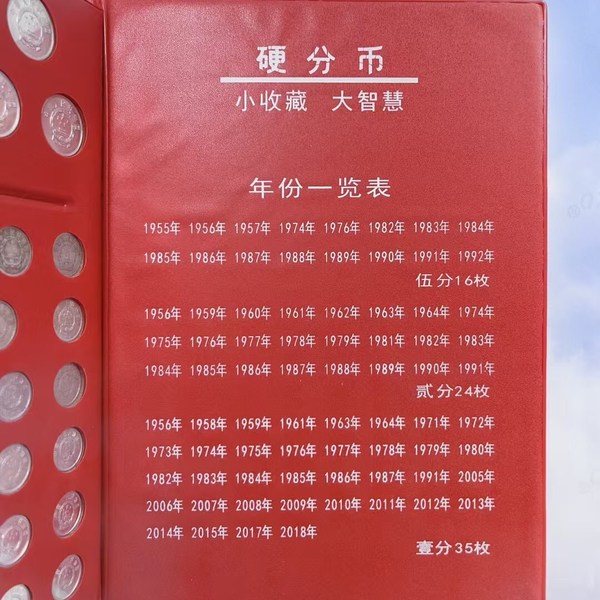 硬分币
小收藏 大智慧
年份一览表
1955年 1956年 1957年 1974年 1976年 1982年 1983年 1984年
1985年 1986年 1987年 1988年 1989年 1990年 1991年 1992年
伍分16枚
1956年 1959年 1960年 1961年 1962年 1963年 1964年 1974年
1975年 1976年 1977年 1978年 1979年 1981年 1982年 1983年
1984年 1985年 1986年 1987年 1988年 1989年 1990年 1991年
贰分24枚
1956年 1958年 1959年 1961年 1963年 1964年 1971年 1972年
1973年 1974年 1975年 1976年 1977年 1978年 1979年 1980年
1982年 1983年 1984年 1985年 1986年 1987年 1991年 2005年
2006年 2007年 2008年 2009年 2010年 2011年 2012年 2013年
2014年 2015年 2017年 2018年
壹分35枚